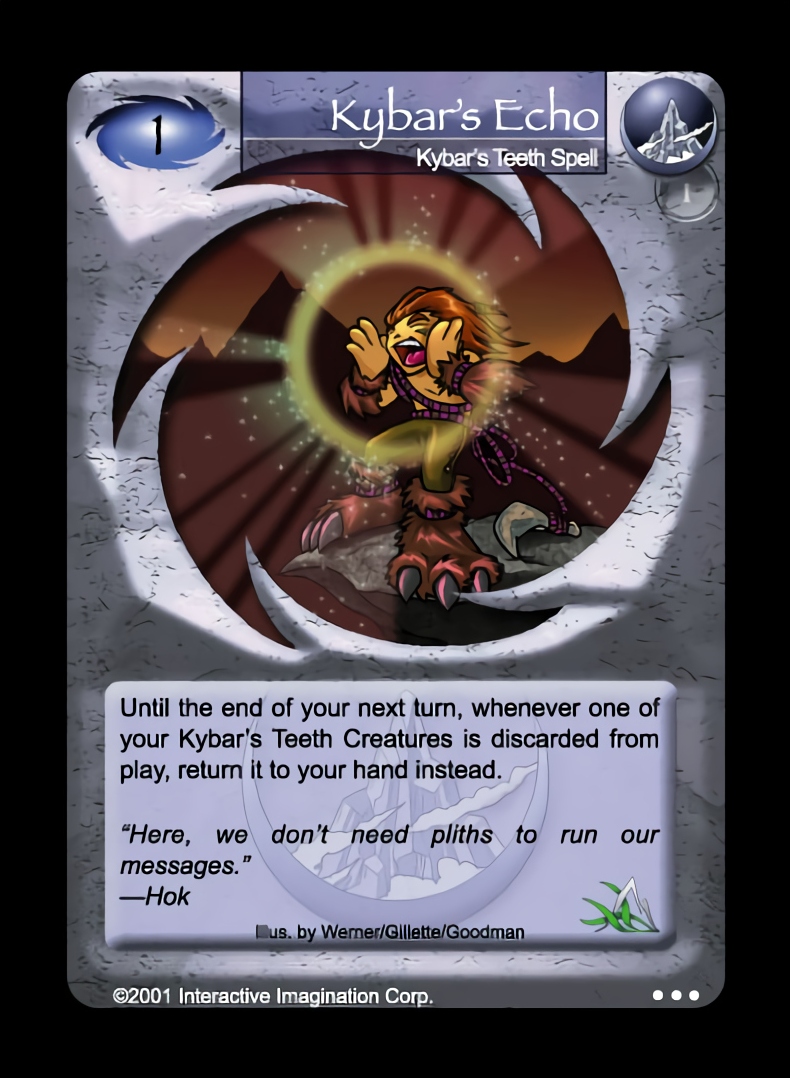 1
Kybar's Echo
Kybar's Teeth Spell
1
Until the end of your next turn, whenever one of
your Kybar's Teeth Creatures is discarded from
play, return it to your hand instead.
“Here, we don't need pliths to run our
messages.”
—Hok
Illus. by Werner/Gillette/Goodman
©2001 Interactive Imagination Corp.